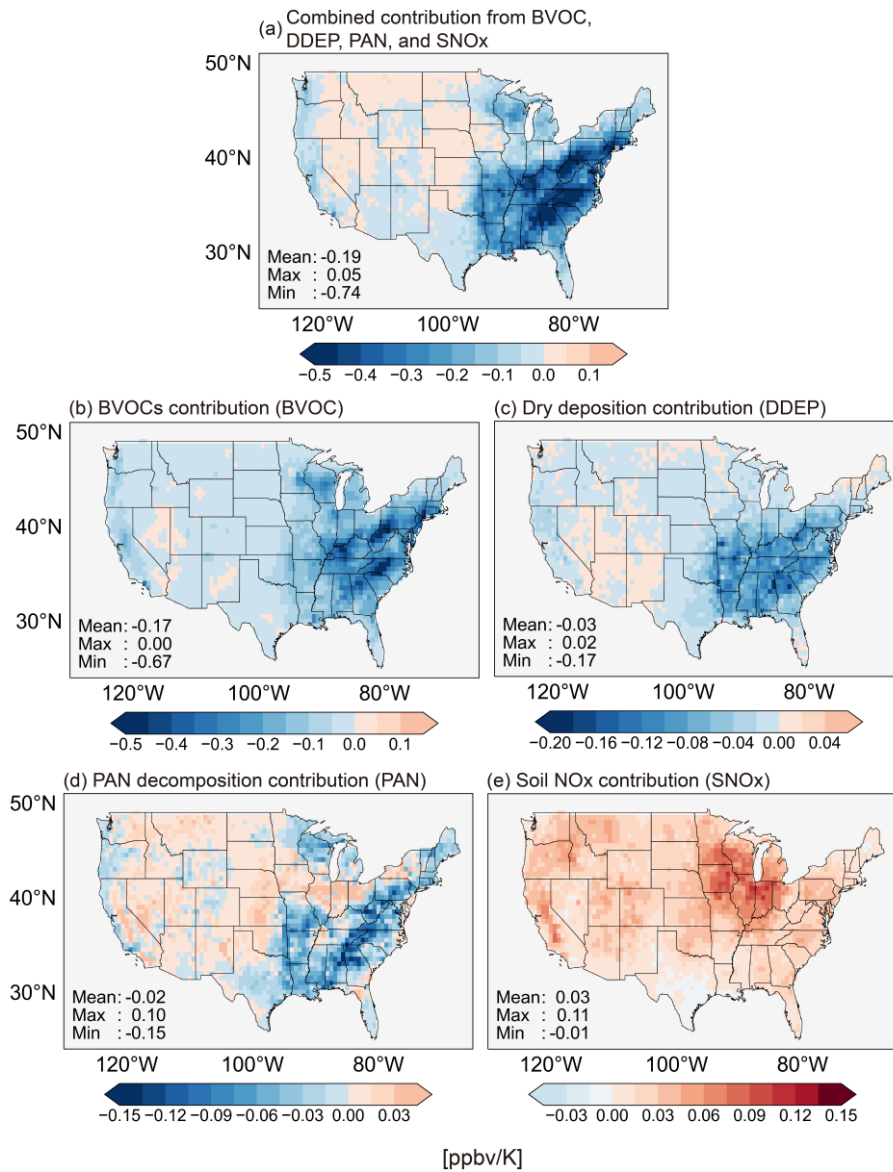 (a) Combined contribution from BVOC,
DDEP, PAN, and SNOx
50°N
40°N
30°N
Mean: -0.19
Max : 0.05
Min : -0.74
120°W 100°W 80°W
−0.5 −0.4 −0.3 −0.2 −0.1 0.0 0.1
(b) BVOCs contribution (BVOC)
50°N
40°N
30°N
Mean: -0.17
Max : 0.00
Min : -0.67
120°W 100°W 80°W
−0.5 −0.4 −0.3 −0.2 −0.1 0.0 0.1
(c) Dry deposition contribution (DDEP)
Mean: -0.03
Max : 0.02
Min : -0.17
120°W 100°W 80°W
−0.20 −0.16 −0.12 −0.08 −0.04 0.00 0.04
(d) PAN decomposition contribution (PAN)
50°N
40°N
30°N
Mean: -0.02
Max : 0.10
Min : -0.15
120°W 100°W 80°W
−0.15 −0.12 −0.09 −0.06 −0.03 0.00 0.03
(e) Soil NOx contribution (SNOx)
Mean: 0.03
Max : 0.11
Min : -0.01
120°W 100°W 80°W
−0.03 0.00 0.03 0.06 0.09 0.12 0.15
[ppbv/K]